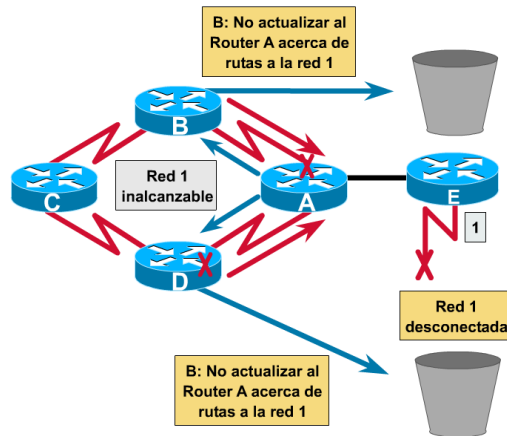 B: No actualizar al
Router A acerca de
rutas a la red 1
B
Red 1
inalcanzable
C
A
E
1
D
Red 1
desconectada
B: No actualizar al
Router A acerca de
rutas a la red 1